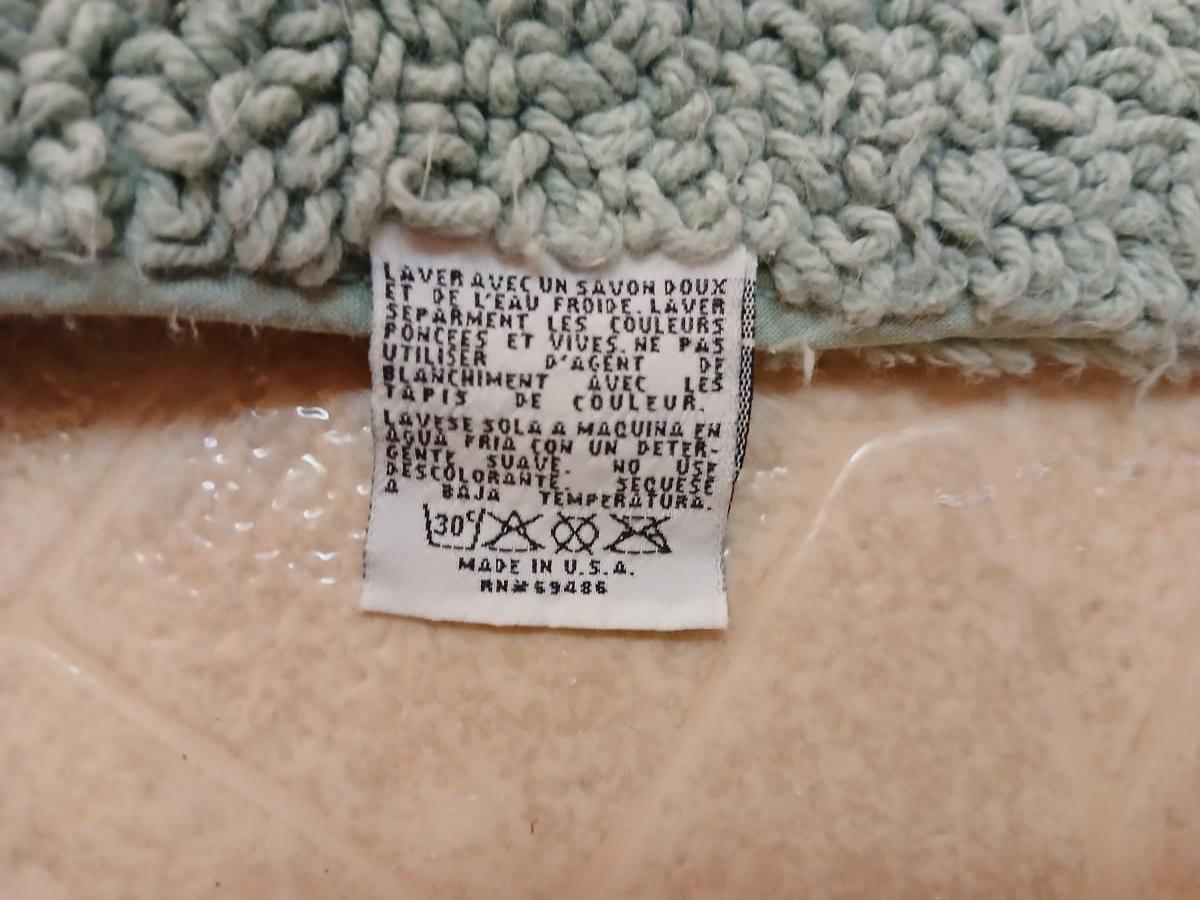 LAVER AVEC UN SAVON DOUX
ET DE L'EAU FROIDE. LAVER
SEPARMENT LES COULEURS
PONCEES ET VIVES. NE PAS
UTILISER D'AGENT DE
BLANCHIMENT AVEC LES
TAPIS DE COULEUR.
LAVESE SOLA A MAQUINA EN
AGUA FRIA CON UN DETER-
GENTE SUAVE. NO USE
DESCOLORANTE. SEQUESE
A BAJA TEMPERATURA.
30°
MADE IN U.S.A.
RN# 69486